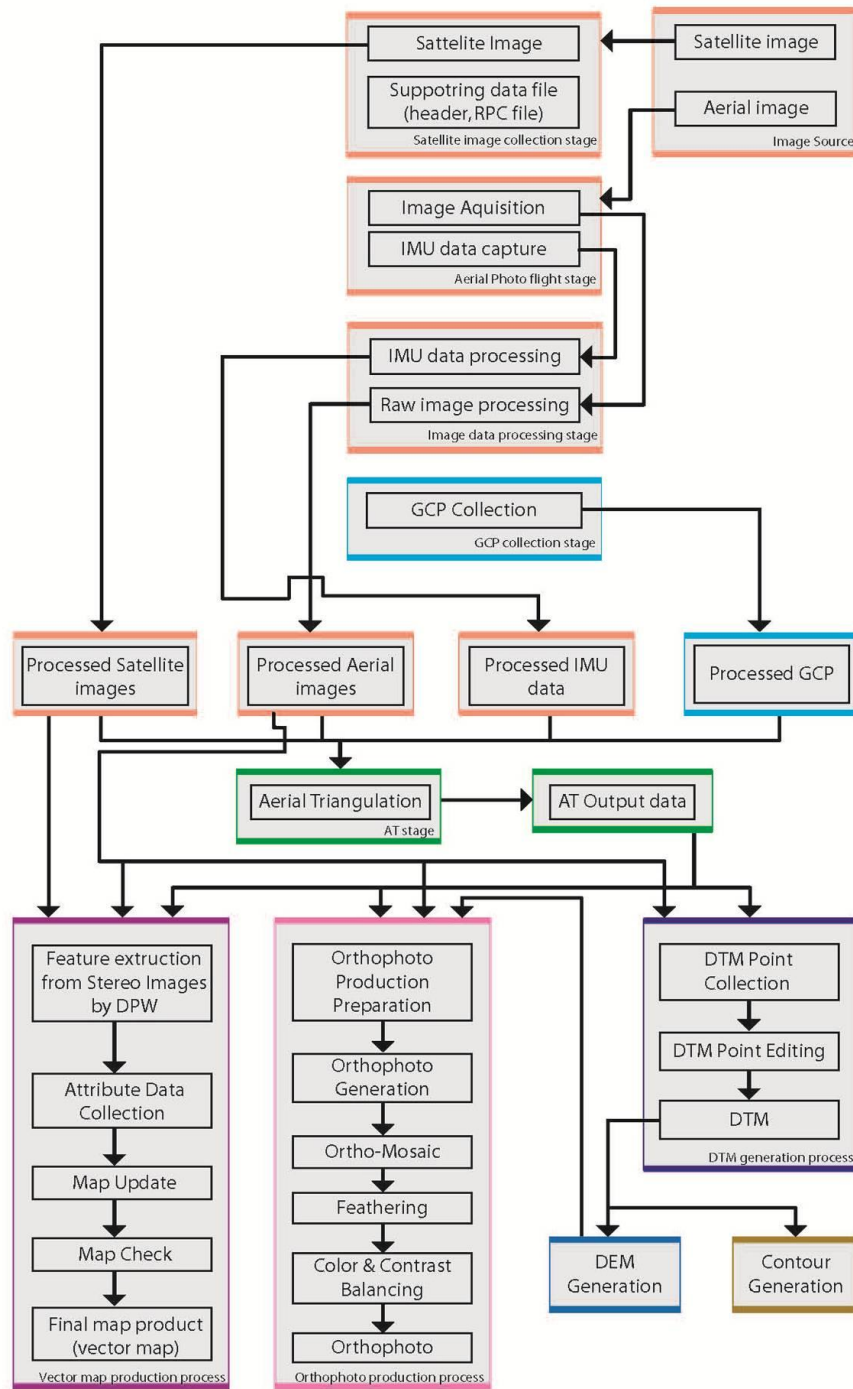 Sattelite Image
Suppotring data file
(header, RPC file)
Satellite image collection stage
Satellite image
Aerial image
Image Source
Image Aquisition
IMU data capture
Aerial Photo flight stage
IMU data processing
Raw image processing
Image data processing stage
GCP Collection
GCP collection stage
Processed Satellite
images
Processed Aerial
images
Processed IMU
data
Processed GCP
Aerial Triangulation
AT stage
AT Output data
Feature extruction
from Stereo Images
by DPW
Attribute Data
Collection
Map Update
Map Check
Final map product
(vector map)
Vector map production process
Orthophoto
Production
Preparation
Orthophoto
Generation
Ortho-Mosaic
Feathering
Color & Contrast
Balancing
Orthophoto
Orthophoto production process
DTM Point
Collection
DTM Point Editing
DTM
DTM generation process
DEM
Generation
Contour
Generation